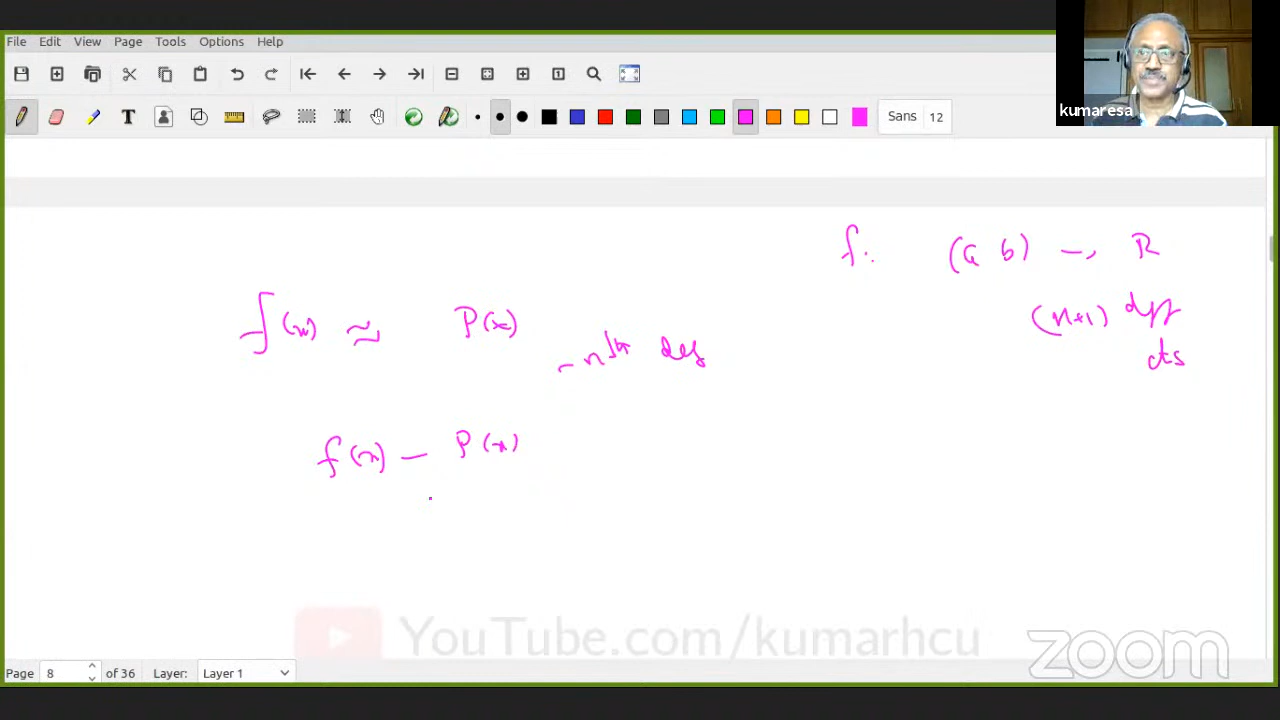 File Edit View Page Tools Options Help
kumaresa
Sans 12
f: (a b) → R
f(x) ≈ P(x)
(n+1) diff
- nth deg
cts
f(x) - P(x)
YouTube.com/kumarhcu
zoom
Page 8 of 36 Layer: Layer 1